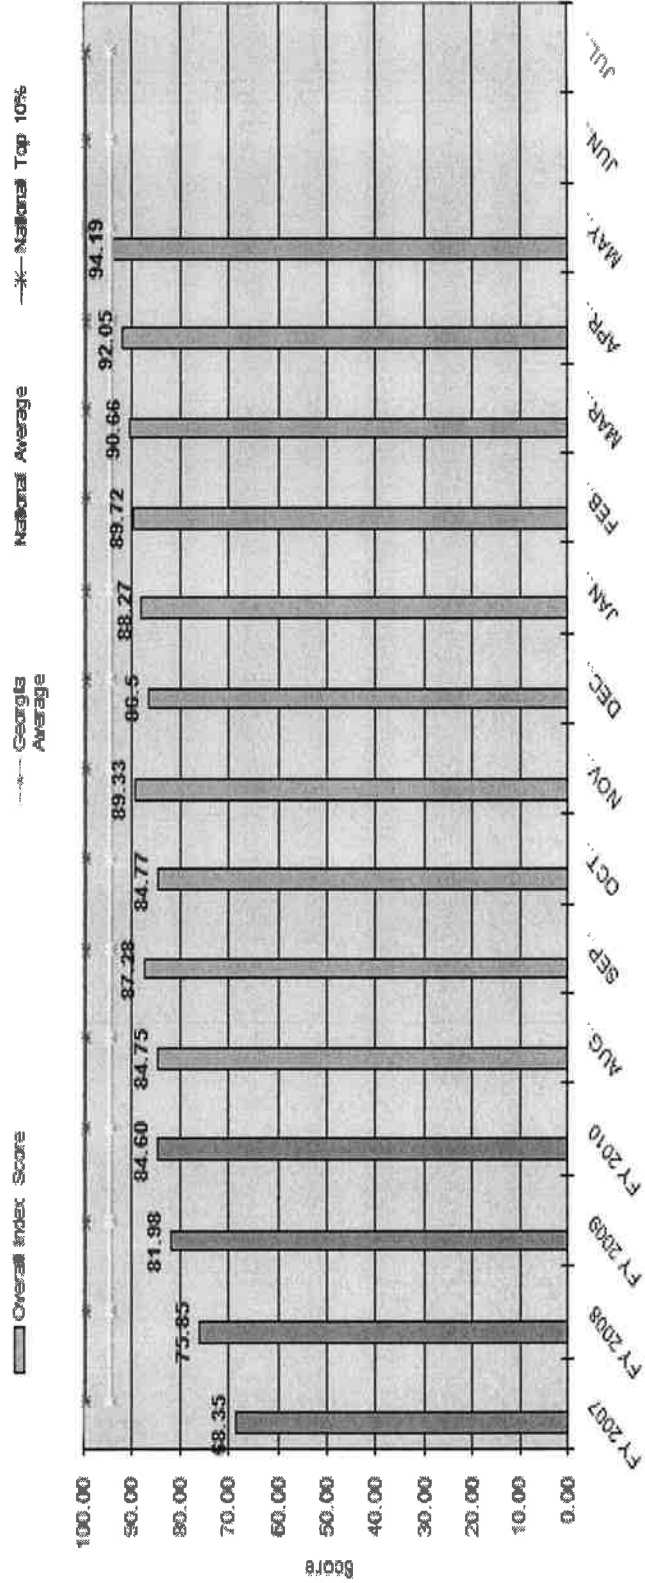 Overall Index Score
Georgia
Average
National Average
National Top 10%
Score
100.00
90.00
80.00
70.00
60.00
50.00
40.00
30.00
20.00
10.00
0.00
68.35
75.85
81.98
84.60
84.75
87.28
84.77
89.33
86.5
88.27
89.72
90.66
92.05
94.19
FY 2007
FY 2008
FY 2009
FY 2010
AUG..
SEP..
OCT..
NOV..
DEC..
JAN..
FEB..
MAR..
APR..
MAY..
JUN..
JUL..